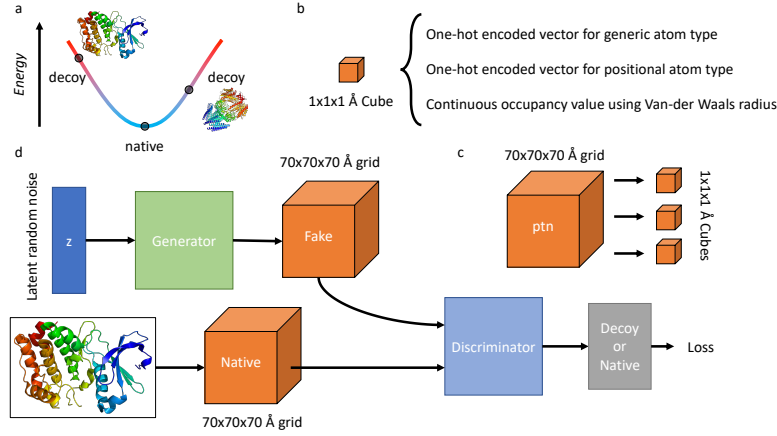 a
Energy
decoy
decoy
native
b
1x1x1 Å Cube
One-hot encoded vector for generic atom type
One-hot encoded vector for positional atom type
Continuous occupancy value using Van-der Waals radius
d
Latent random noise
z
Generator
70x70x70 Å grid
Fake
c
70x70x70 Å grid
ptn
1x1x1 Å Cubes
Native
70x70x70 Å grid
Discriminator
Decoy
or
Native
Loss